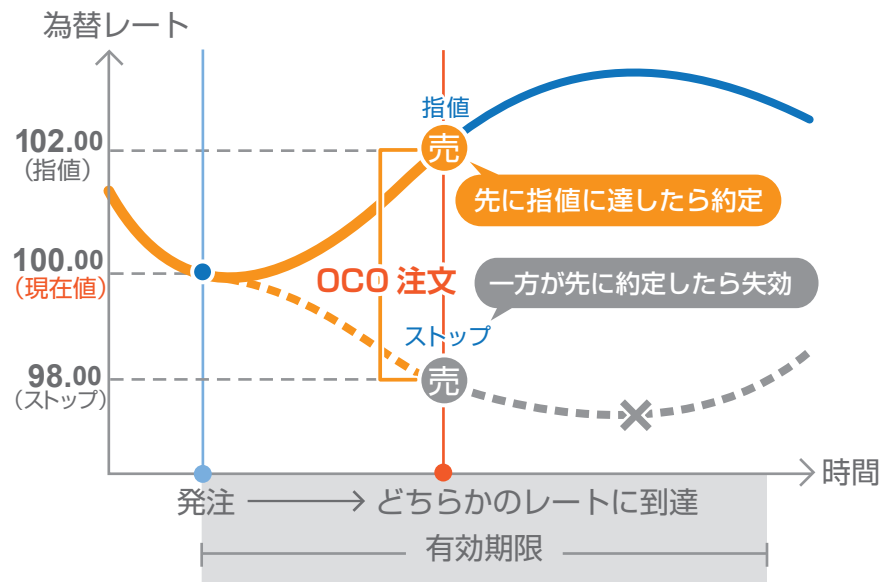 為替レート
指値
102.00
(指値)
売
先に指値に達したら約定
100.00
(現在値)
OCO 注文
一方が先に約定したら失効
ストップ
98.00
(ストップ)
売
時間
発注
どちらかのレートに到達
有効期限